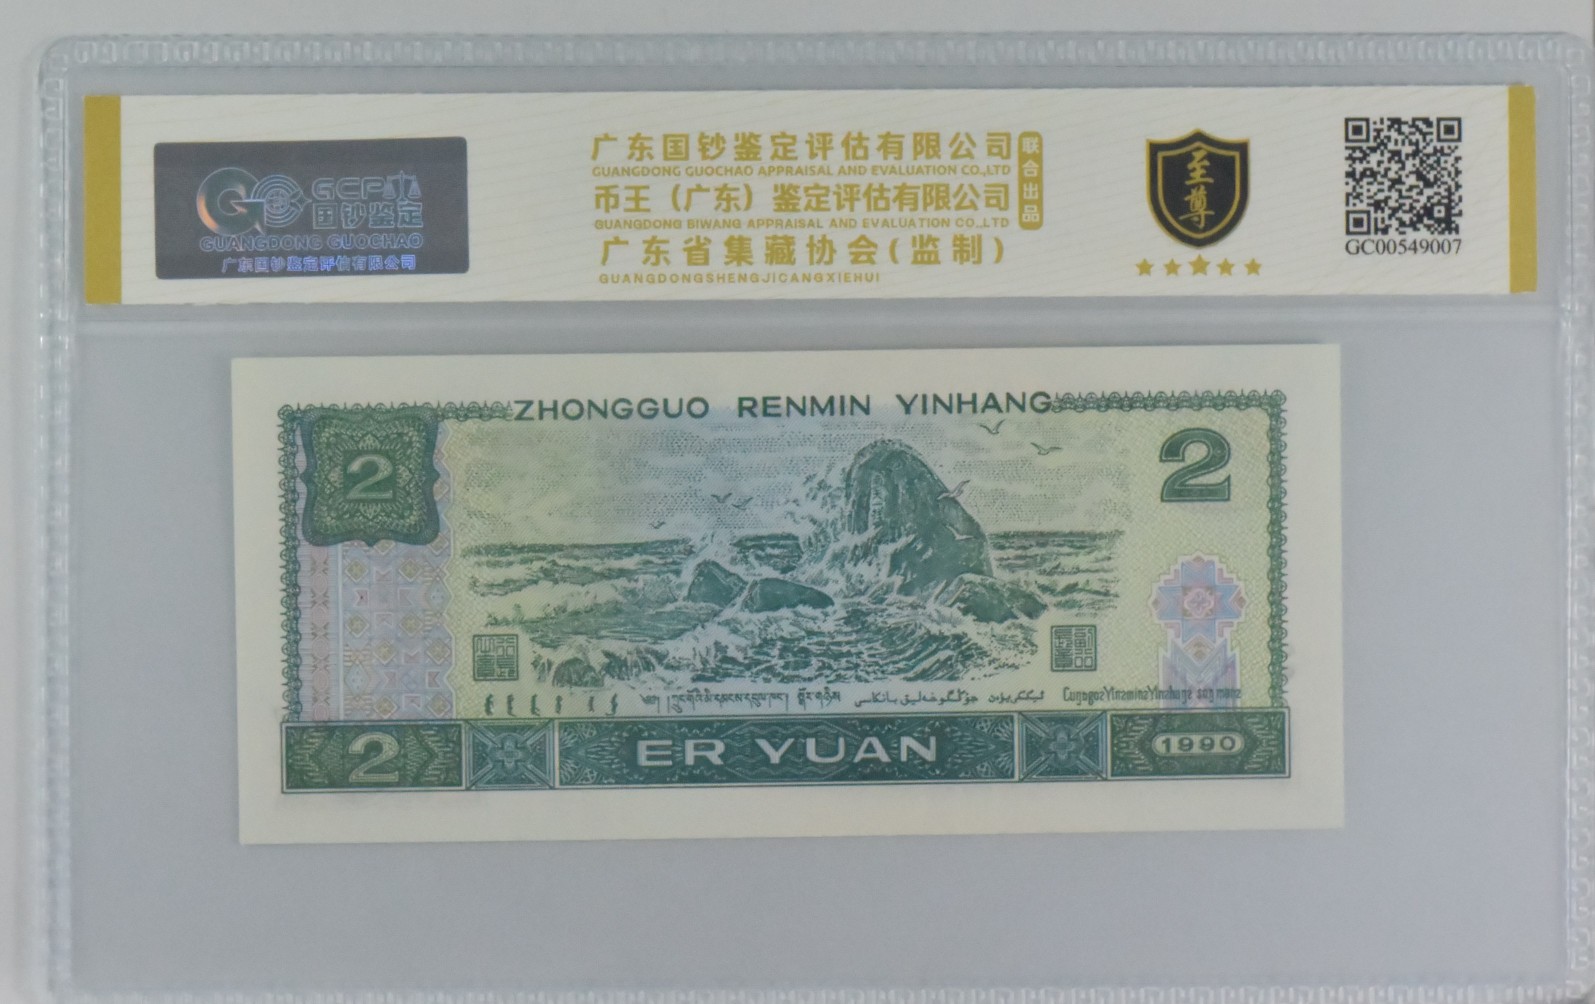 GCP
国钞鉴定
GUANGDONG GUOCHAO
广东国钞鉴定评估有限公司
广东国钞鉴定评估有限公司
GUANGDONG GUOCHAO APPRAISAL AND EVALUATION CO.,LTD
币王（广东）鉴定评估有限公司
GUANGDONG BIWANG APPRAISAL AND EVALUATION CO.,LTD
广东省集藏协会(监制)
GUANGDONGSHENGJICANGXIEHUI
联合出品
至尊
GC00549007
ZHONGGUO RENMIN YINHANG
2
2
2
ER YUAN
1990